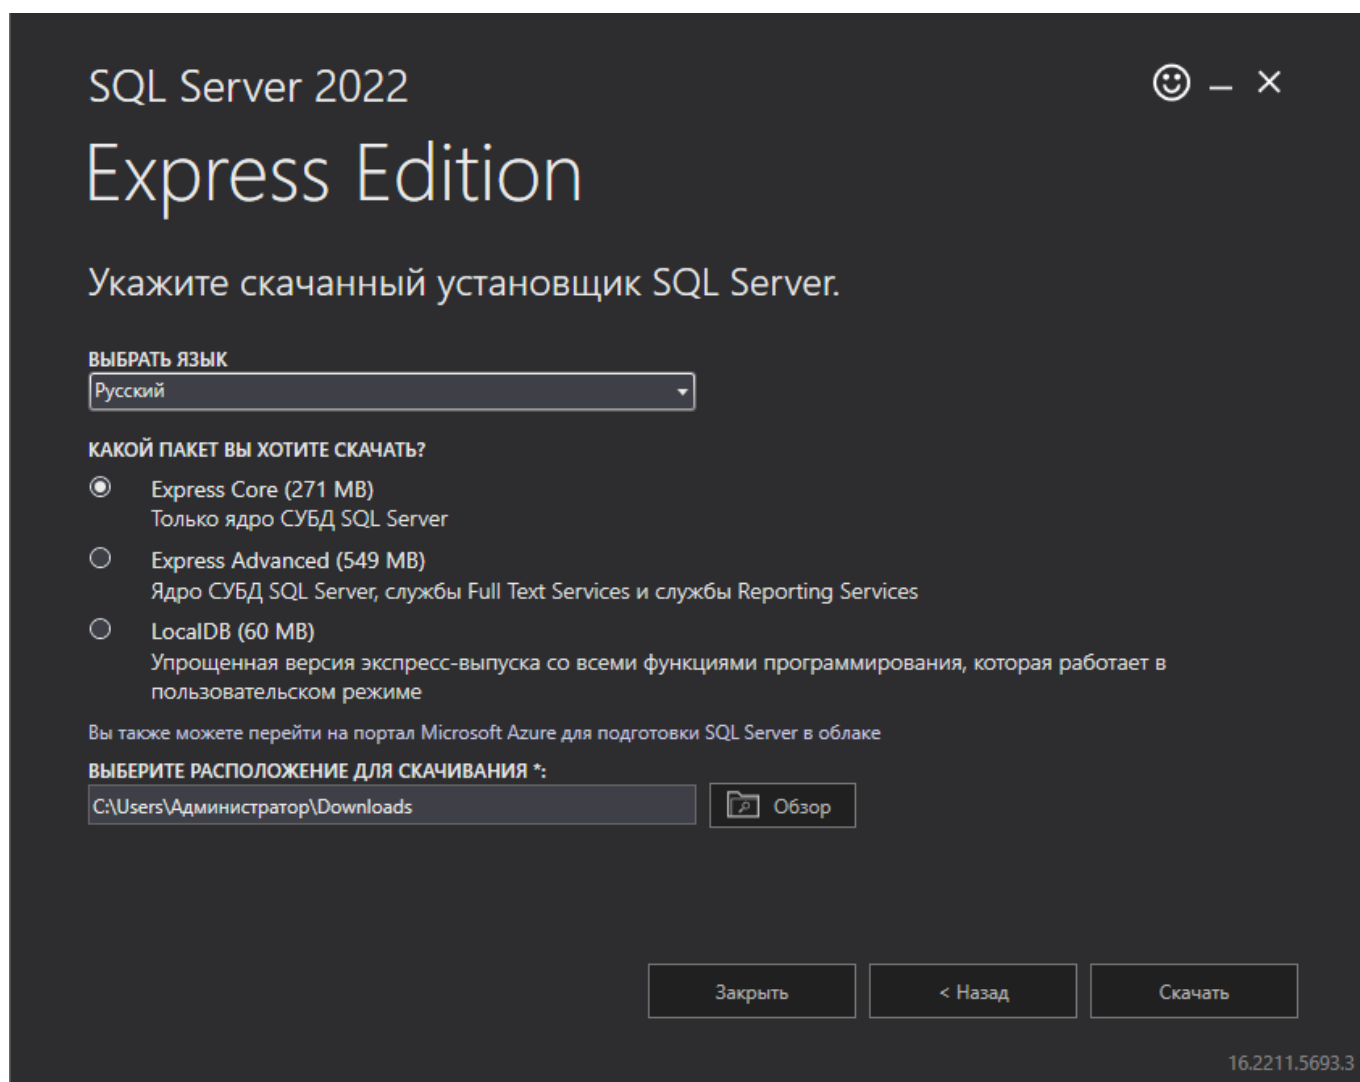 SQL Server 2022
Express Edition
Укажите скачанный установщик SQL Server.
ВЫБРАТЬ ЯЗЫК
Русский
КАКОЙ ПАКЕТ ВЫ ХОТИТЕ СКАЧАТЬ?
Express Core (271 MB)
Только ядро СУБД SQL Server
Express Advanced (549 MB)
Ядро СУБД SQL Server, службы Full Text Services и службы Reporting Services
LocalDB (60 MB)
Упрощенная версия экспресс-выпуска со всеми функциями программирования, которая работает в
пользовательском режиме
Вы также можете перейти на портал Microsoft Azure для подготовки SQL Server в облаке
ВЫБЕРИТЕ РАСПОЛОЖЕНИЕ ДЛЯ СКАЧИВАНИЯ *:
C:\Users\Администратор\Downloads
Обзор
Закрыть
< Назад
Скачать
16.2211.5693.3